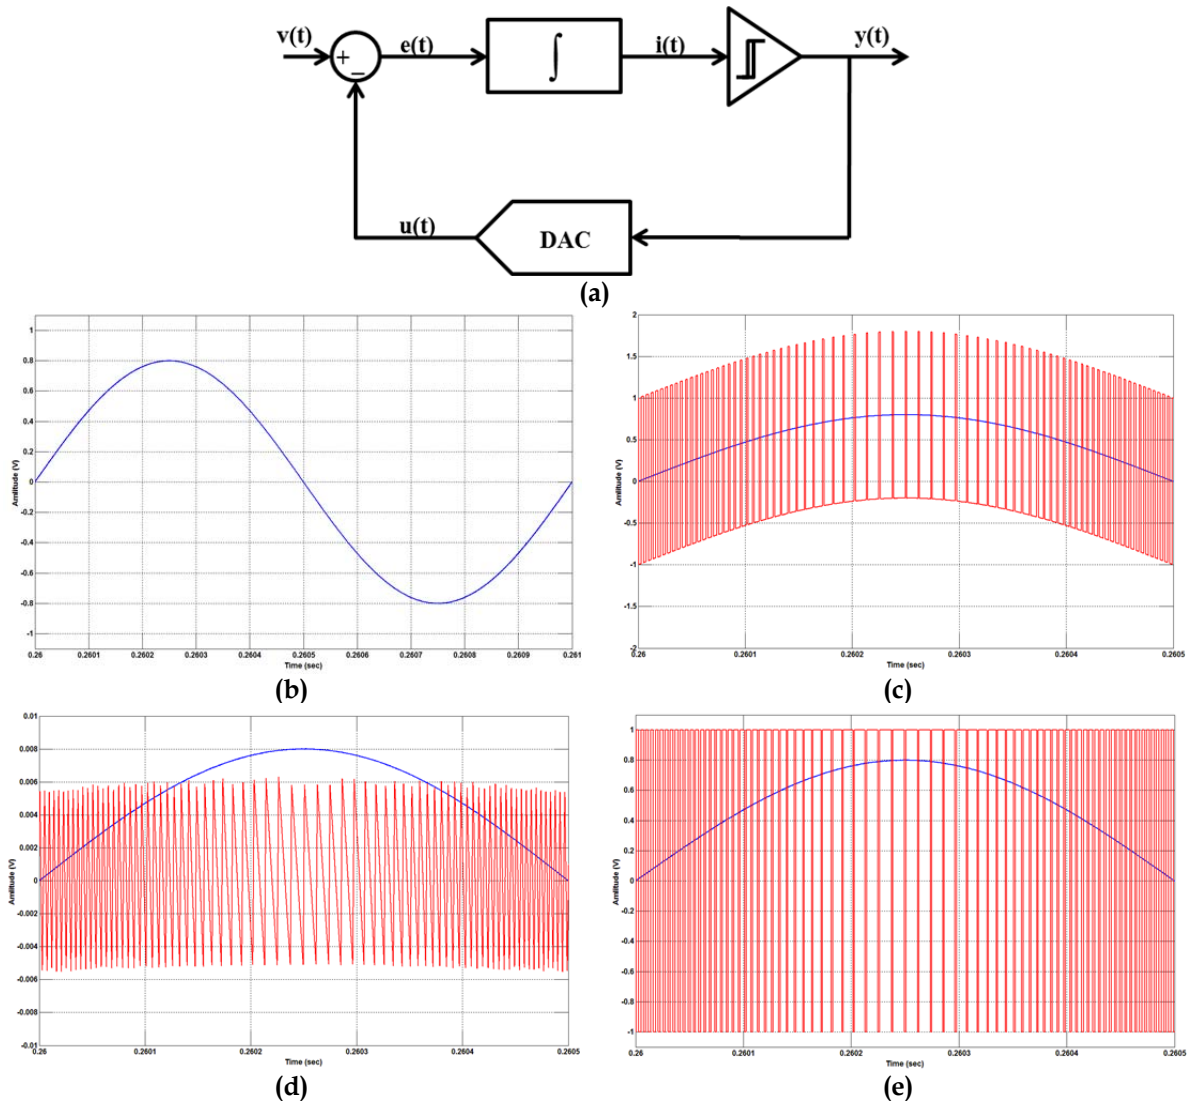 v(t)
e(t)
∫
i(t)
y(t)
+
−
u(t)
DAC
(a)
1
0.8
0.6
0.4
0.2
0
-0.2
-0.4
-0.6
-0.8
-1
Amlitude (V)
0.26 0.2601 0.2602 0.2603 0.2604 0.2605 0.2606 0.2607 0.2608 0.2609 0.261
Time (sec)
(b)
2
1.5
1
0.5
0
-0.5
-1
-1.5
-2
Amlitude (V)
0.26 0.2601 0.2602 0.2603 0.2604 0.2605
Time (sec)
(c)
0.01
0.008
0.006
0.004
0.002
0
-0.002
-0.004
-0.006
-0.008
-0.01
Amlitude (V)
0.26 0.2601 0.2602 0.2603 0.2604 0.2605
Time (sec)
(d)
1
0.8
0.6
0.4
0.2
0
-0.2
-0.4
-0.6
-0.8
-1
Amlitude (V)
0.26 0.2601 0.2602 0.2603 0.2604 0.2605
Time (sec)
(e)